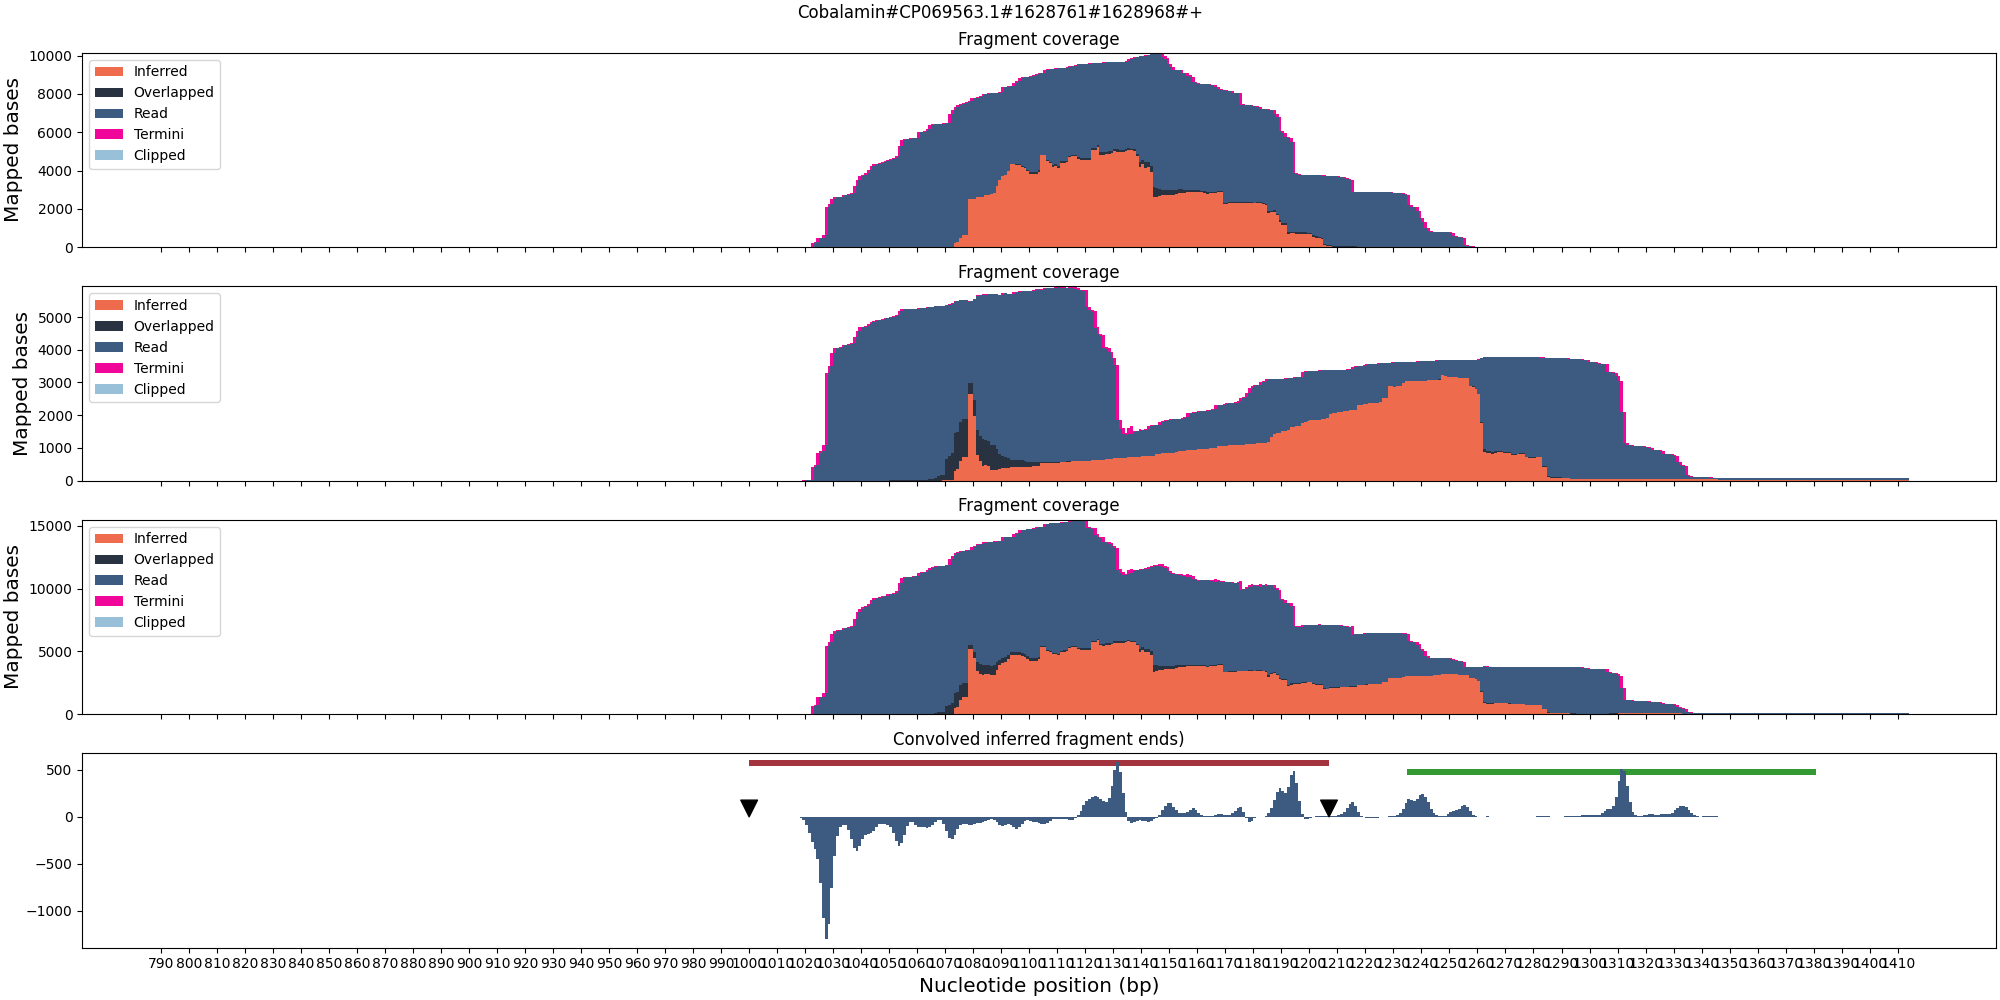 Cobalamin#CP069563.1#1628761#1628968#+
Fragment coverage
Mapped bases
10000
8000
6000
4000
2000
0
Inferred
Overlapped
Read
Termini
Clipped
Fragment coverage
Mapped bases
5000
4000
3000
2000
1000
0
Inferred
Overlapped
Read
Termini
Clipped
Fragment coverage
Mapped bases
15000
10000
5000
0
Inferred
Overlapped
Read
Termini
Clipped
Convolved inferred fragment ends)
500
0
−500
−1000
790 800 810 820 830 840 850 860 870 880 890 900 910 920 930 940 950 960 970 980 990 1000 1010 1020 1030 1040 1050 1060 1070 1080 1090 1100 1110 1120 1130 1140 1150 1160 1170 1180 1190 1200 1210 1220 1230 1240 1250 1260 1270 1280 1290 1300 1310 1320 1330 1340 1350 1360 1370 1380 1390 1400 1410
Nucleotide position (bp)